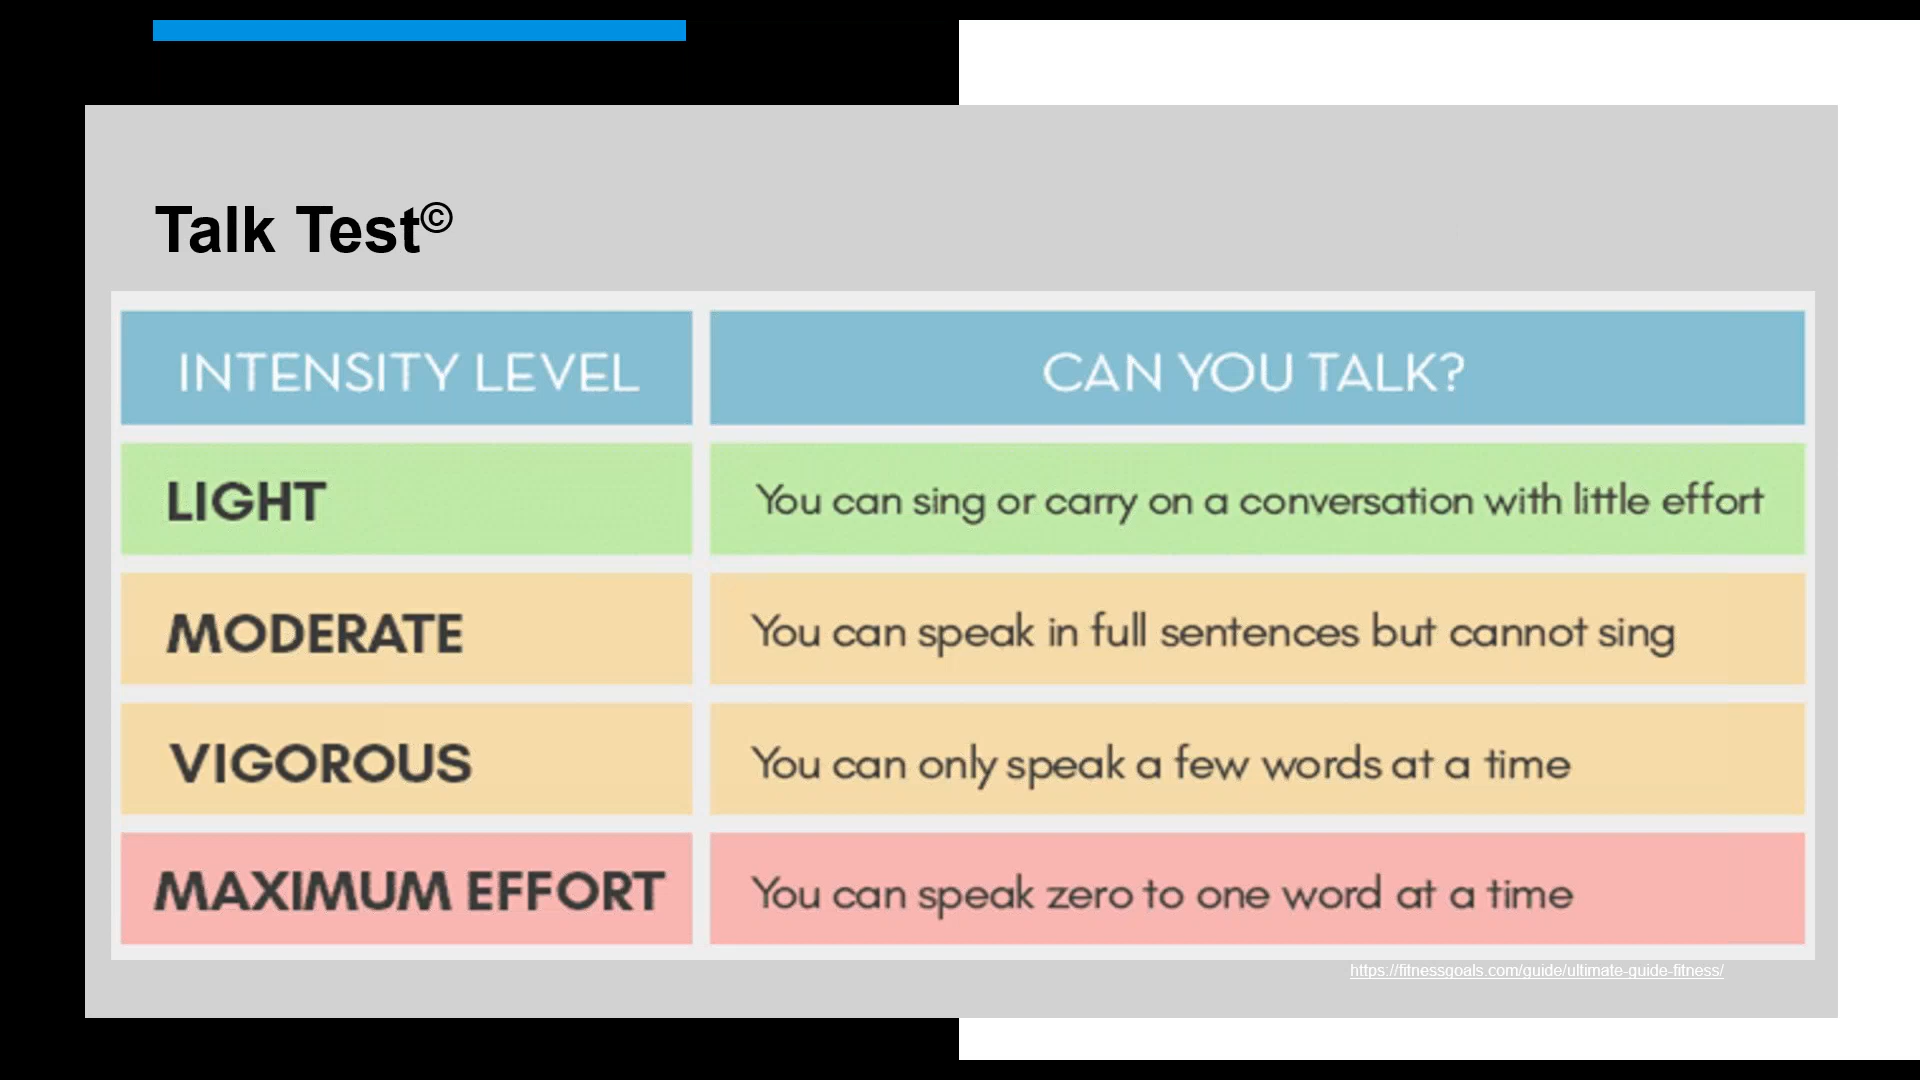 Talk Test©
INTENSITY LEVEL
CAN YOU TALK?
LIGHT
You can sing or carry on a conversation with little effort
MODERATE
You can speak in full sentences but cannot sing
VIGOROUS
You can only speak a few words at a time
MAXIMUM EFFORT
You can speak zero to one word at a time
https://fitnessgoals.com/guide/ultimate-guide-fitness/